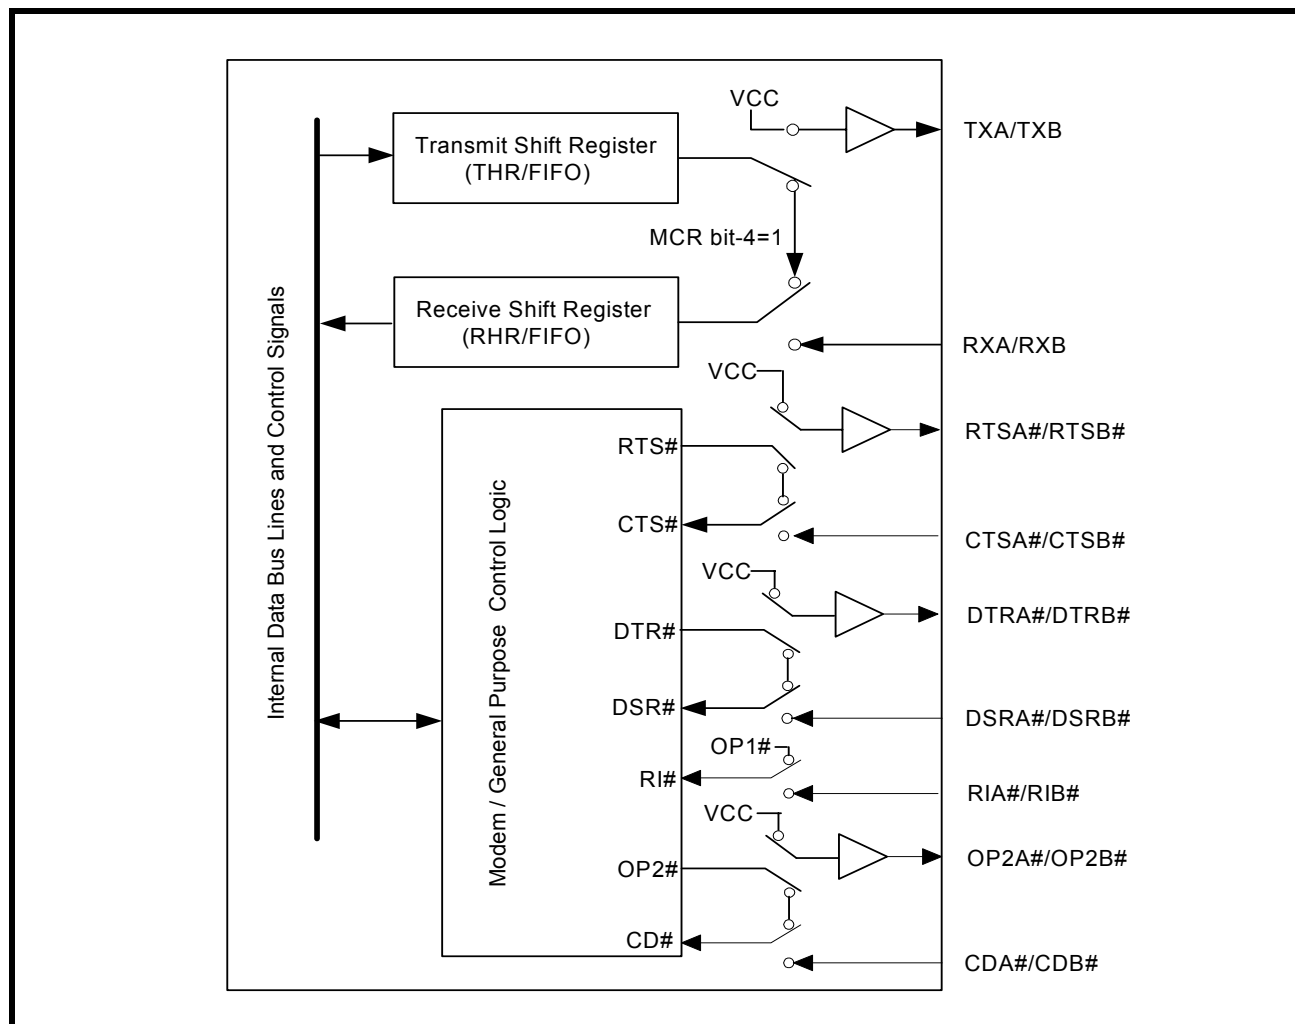 VCC
TXA/TXB
Transmit Shift Register
(THR/FIFO)
MCR bit-4=1
Receive Shift Register
(RHR/FIFO)
RXA/RXB
VCC
RTSA#/RTSB#
RTS#
CTS#
CTSA#/CTSB#
VCC
DTRA#/DTRB#
DTR#
DSR#
DSRA#/DSRB#
OP1#
RI#
RIA#/RIB#
VCC
OP2A#/OP2B#
OP2#
CD#
CDA#/CDB#
Internal Data Bus Lines and Control Signals
Modem / General Purpose Control Logic